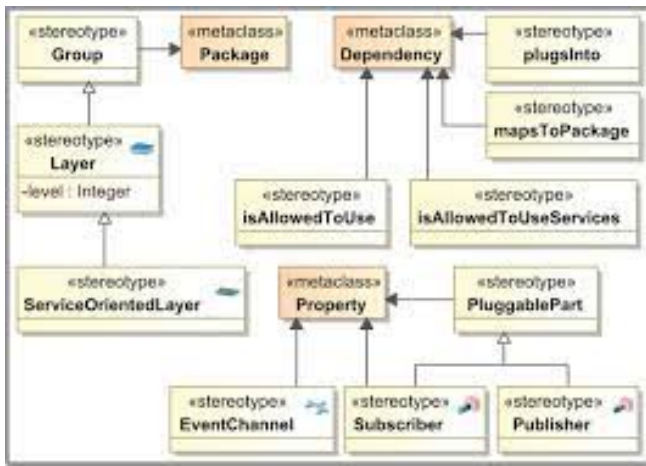 «stereotype»
Group
«metaclass»
Package
«metaclass»
Dependency
«stereotype»
plugsInto
«stereotype»
mapsToPackage
«stereotype»
Layer
-level : Integer
«stereotype»
isAllowedToUse
«stereotype»
isAllowedToUseServices
«stereotype»
ServiceOrientedLayer
«metaclass»
Property
«stereotype»
PluggablePart
«stereotype»
EventChannel
«stereotype»
Subscriber
«stereotype»
Publisher